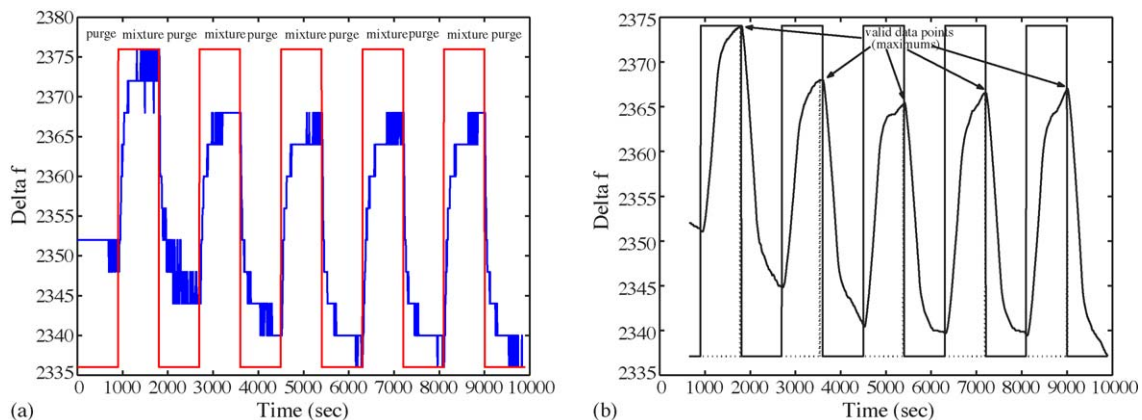 2380
purge mixture purge mixture purge mixture purge mixture purge mixture purge
2375
2370
2365
2360
2355
2350
2345
2340
2335
Delta f
0 1000 2000 3000 4000 5000 6000 7000 8000 9000 10000
Time (sec)
(a)
2375
2370
2365
2360
2355
2350
2345
2340
2335
Delta f
valid data points
(maximums)
0 1000 2000 3000 4000 5000 6000 7000 8000 9000 10000
Time (sec)
(b)